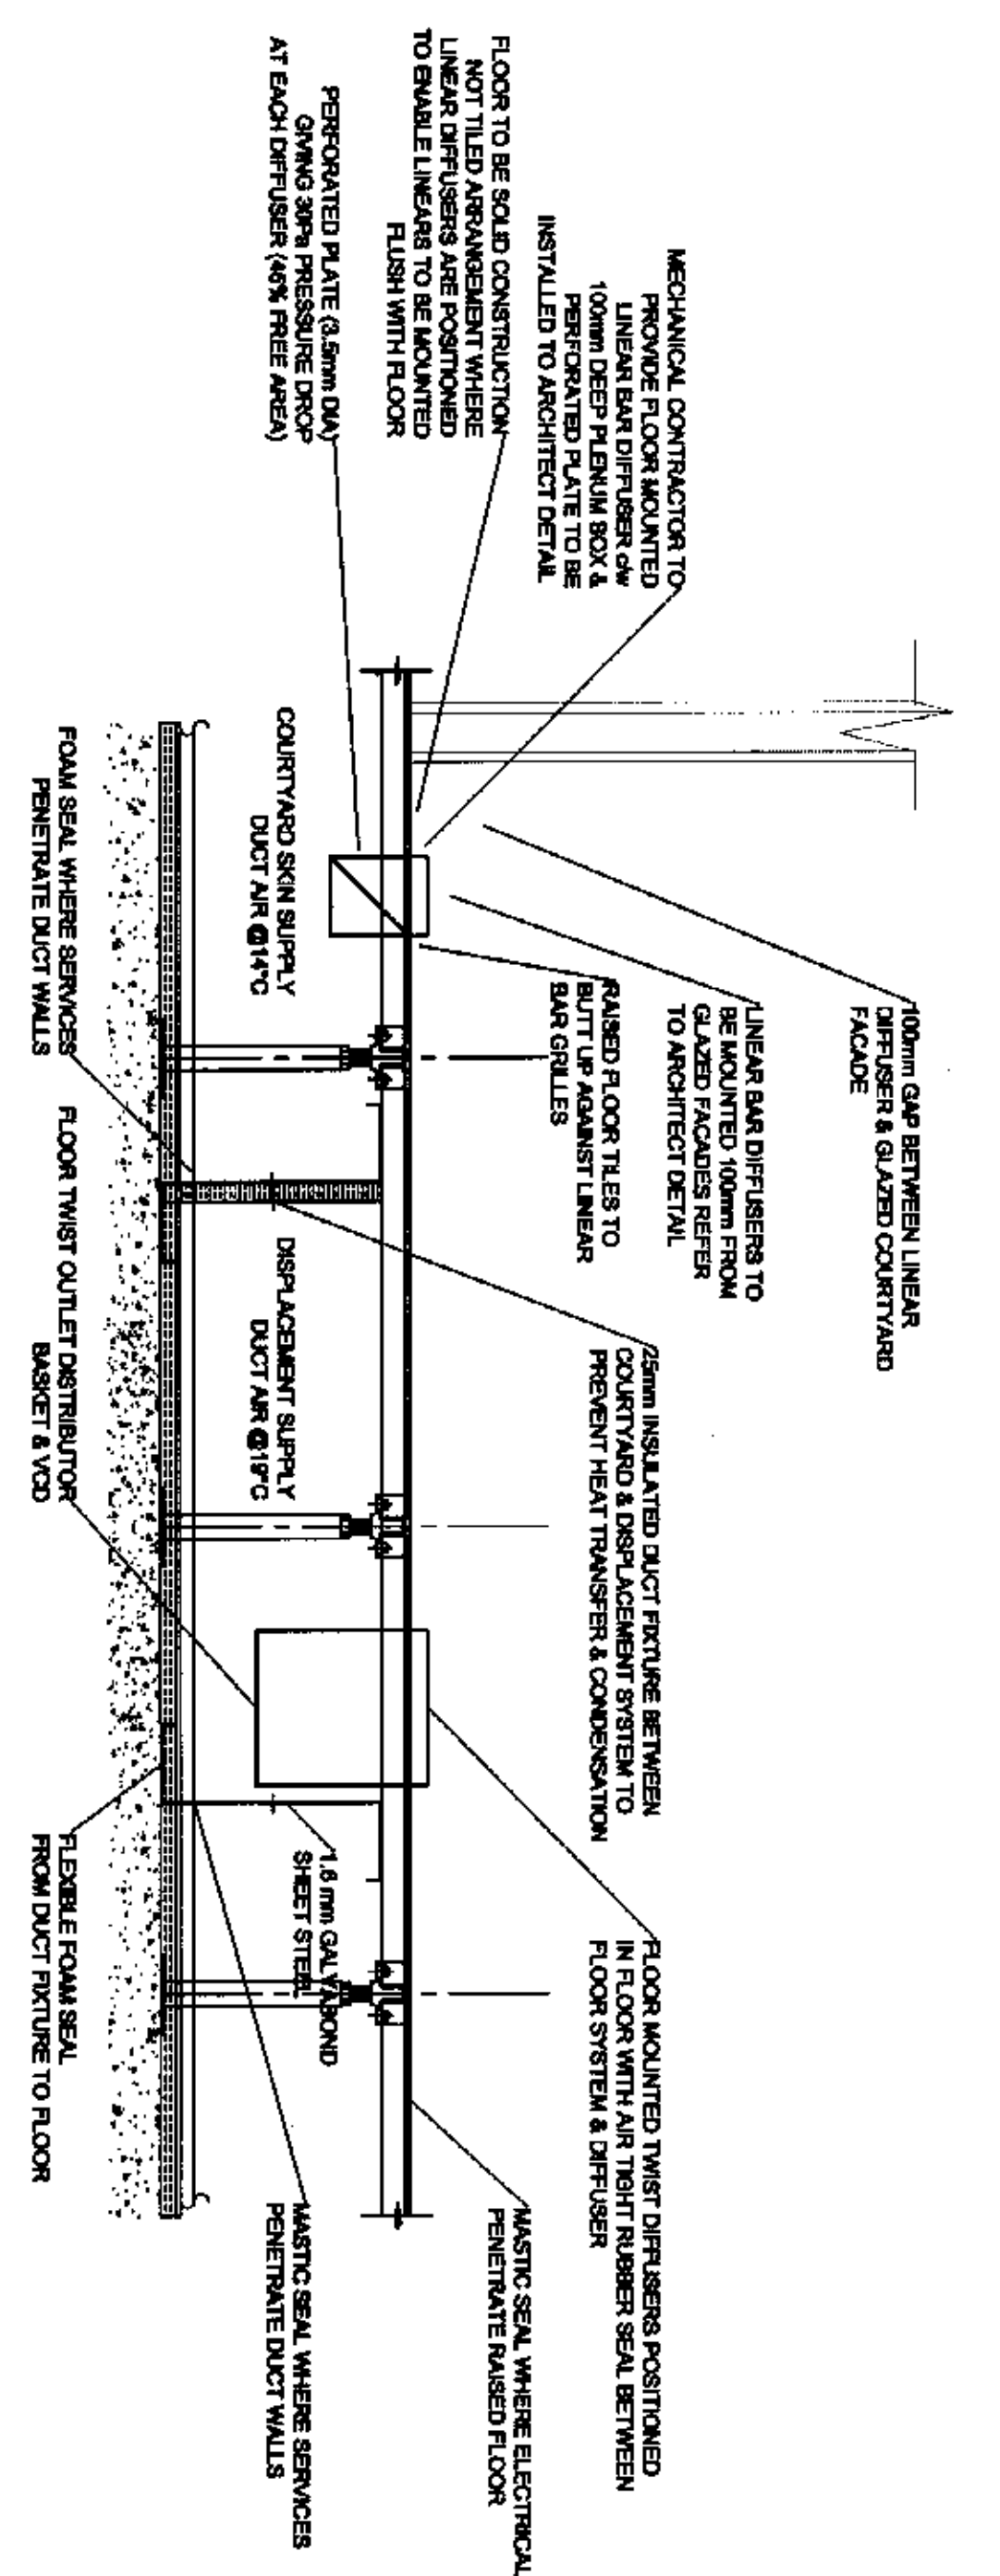 100mm GAP BETWEEN LINEAR
DIFFUSER & GLAZED COURTYARD
FACADE
LINEAR BAR DIFFUSERS TO
BE MOUNTED 100mm FROM
GLAZED FACADES REFER
TO ARCHITECT DETAIL
RAISED FLOOR TILES TO
BUTT UP AGAINST LINEAR
BAR GRILLES
MECHANICAL CONTRACTOR TO
PROVIDE FLOOR MOUNTED
LINEAR BAR DIFFUSER c/w
100mm DEEP PLENUM BOX &
PERFORATED PLATE TO BE
INSTALLED TO ARCHITECT DETAIL
FLOOR TO BE SOLID CONSTRUCTION
NOT TILED ARRANGEMENT WHERE
LINEAR DIFFUSERS ARE POSITIONED
TO ENABLE LINEARS TO BE MOUNTED
FLUSH WITH FLOOR
PERFORATED PLATE (3.5mm DIA)
GIVING 30Pa PRESSURE DROP
AT EACH DIFFUSER (46% FREE AREA)
25mm INSULATED DUCT FIXTURE BETWEEN
COURTYARD & DISPLACEMENT SYSTEM TO
PREVENT HEAT TRANSFER & CONDENSATION
FLOOR MOUNTED TWIST DIFFUSERS POSITIONED
IN FLOOR WITH AIR TIGHT RUBBER SEAL BETWEEN
FLOOR SYSTEM & DIFFUSER
MASTIC SEAL WHERE ELECTRICAL
PENETRATE RAISED FLOOR
COURTYARD SKIN SUPPLY
DUCT AIR @14°C
DISPLACEMENT SUPPLY
DUCT AIR @19°C
1.6 mm GALVABOND
SHEET STEEL
MASTIC SEAL WHERE SERVICES
PENETRATE DUCT WALLS
FOAM SEAL WHERE SERVICES
PENETRATE DUCT WALLS
FLOOR TWIST OUTLET DISTRIBUTOR
BASKET & VCD
FLEXIBLE FOAM SEAL
FROM DUCT FIXTURE TO FLOOR